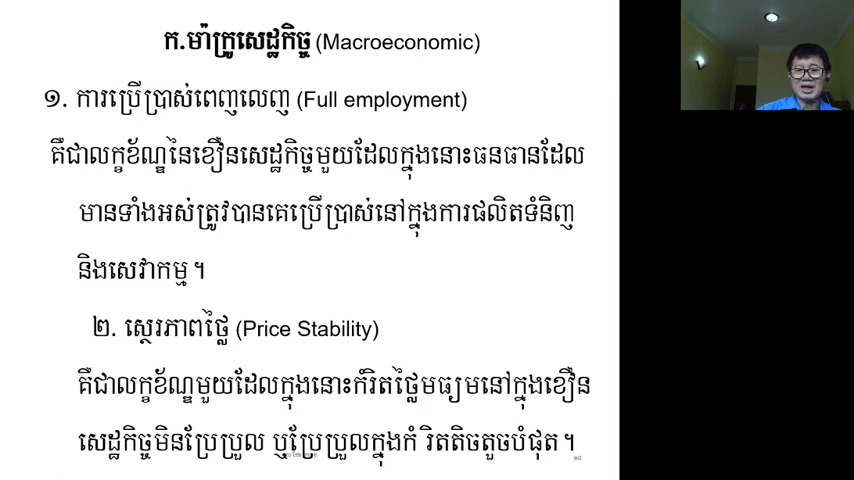 ក.ម៉ាក្រូសេដ្ឋកិច្ច (Macroeconomic)
១. ការប្រើប្រាស់ពេញលេញ (Full employment)
គឺជាលក្ខខ័ណ្ឌនៃខឿនសេដ្ឋកិច្ចមួយដែលក្នុងនោះធនធានដែល
មានទាំងអស់ត្រូវបានគេប្រើប្រាស់នៅក្នុងការផលិតទំនិញ
និងសេវាកម្ម។
២. ស្ថេរភាពថ្លៃ (Price Stability)
គឺជាលក្ខខ័ណ្ឌមួយដែលក្នុងនោះកំរិតថ្លៃមធ្យមនៅក្នុងខឿន
សេដ្ឋកិច្ចមិនប្រែប្រួល ឬប្រែប្រួលក្នុងកំ រិតតិចតួចបំផុត។